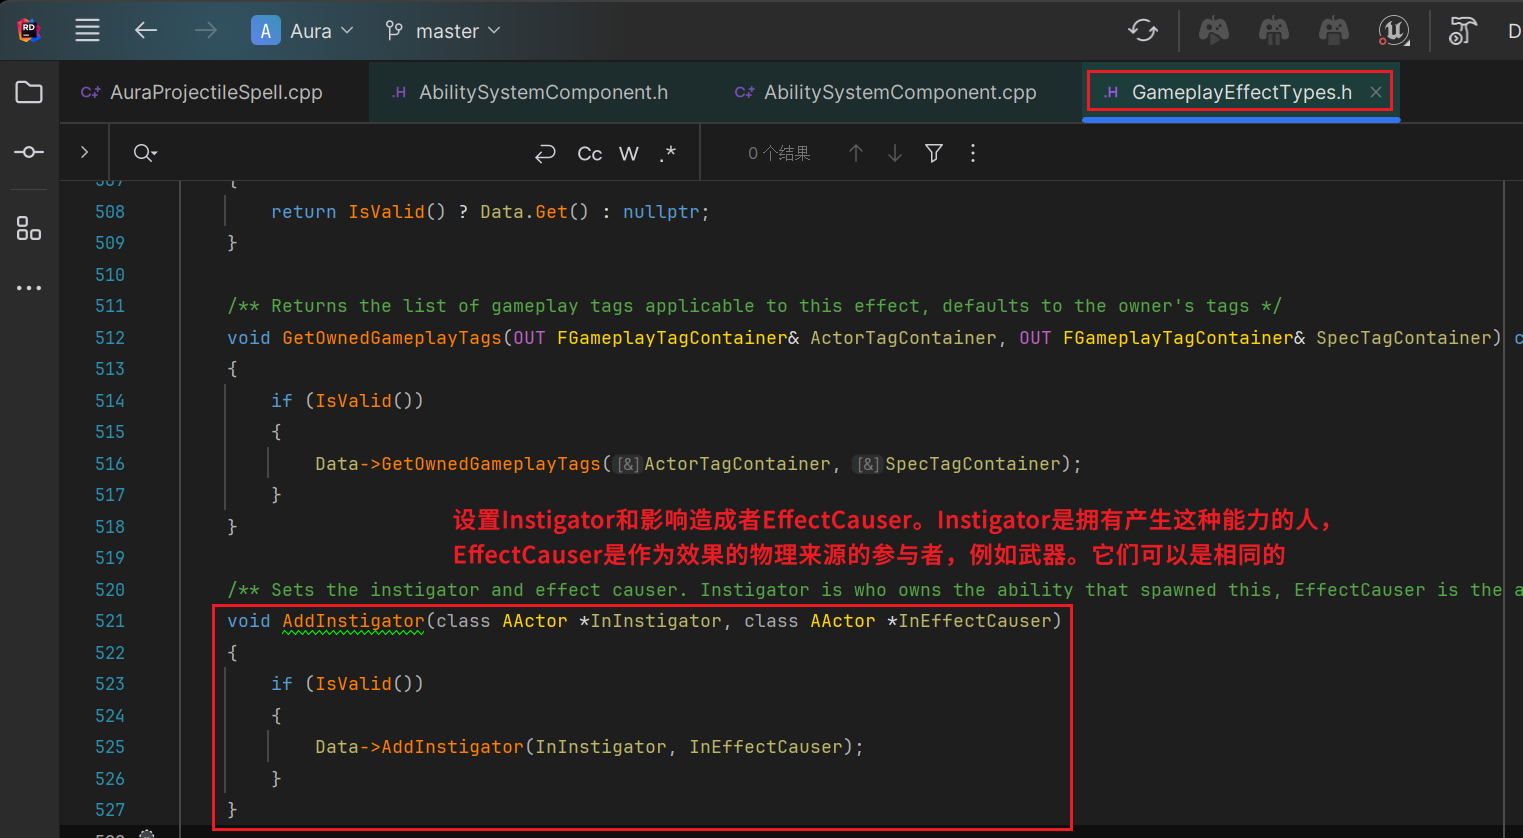 RD
A Aura
master
D
C+ AuraProjectileSpell.cpp
.H AbilitySystemComponent.h
C+ AbilitySystemComponent.cpp
.H GameplayEffectTypes.h
Cc W .*
0 个结果
507 {
508 return IsValid() ? Data.Get() : nullptr;
509 }
510
511 /** Returns the list of gameplay tags applicable to this effect, defaults to the owner's tags */
512 void GetOwnedGameplayTags(OUT FGameplayTagContainer& ActorTagContainer, OUT FGameplayTagContainer& SpecTagContainer) c
513 {
514 if (IsValid())
515 {
516 Data->GetOwnedGameplayTags([&]ActorTagContainer, [&]SpecTagContainer);
517 }
518 }
设置Instigator和影响造成者EffectCauser。Instigator是拥有产生这种能力的人，
EffectCauser是作为效果的物理来源的参与者，例如武器。它们可以是相同的
519
520 /** Sets the instigator and effect causer. Instigator is who owns the ability that spawned this, EffectCauser is the a
521 void AddInstigator(class AActor *InInstigator, class AActor *InEffectCauser)
522 {
523 if (IsValid())
524 {
525 Data->AddInstigator(InInstigator, InEffectCauser);
526 }
527 }